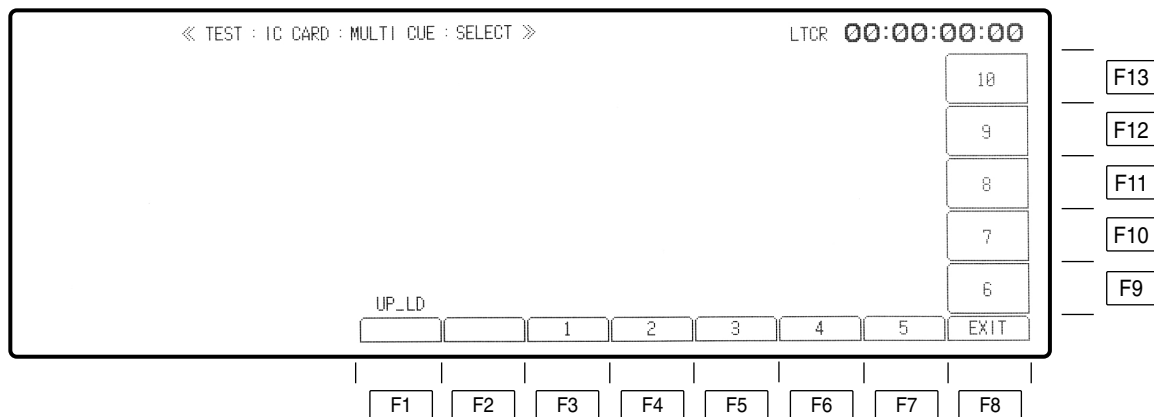 ≪ TEST : IC CARD : MULTI CUE : SELECT ≫ LTCR 00:00:00:00
10 F13
9 F12
8 F11
7 F10
6 F9
UP_LD
1 2 3 4 5 EXIT
F1 F2 F3 F4 F5 F6 F7 F8